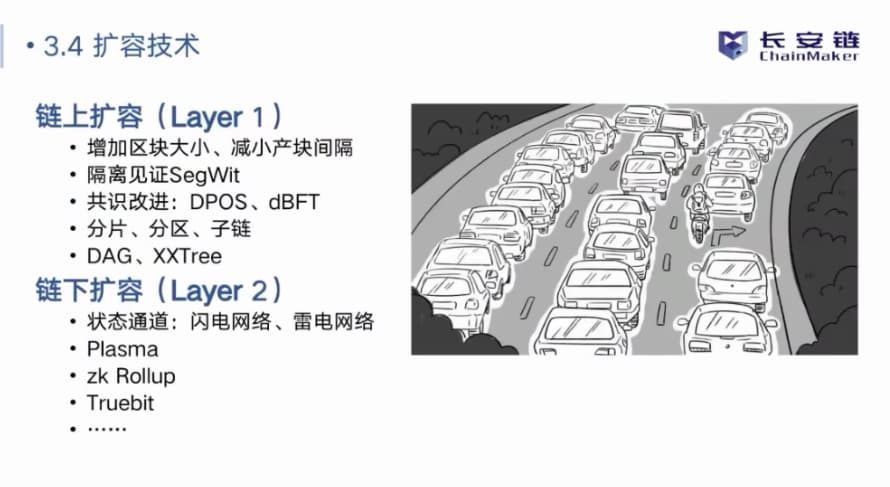 • 3.4 扩容技术
长安链
ChainMaker
链上扩容（Layer 1）
• 增加区块大小、减小产块间隔
• 隔离见证SegWit
• 共识改进：DPOS、dBFT
• 分片、分区、子链
• DAG、XXTree
链下扩容（Layer 2）
• 状态通道：闪电网络、雷电网络
• Plasma
• zk Rollup
• Truebit
• ……